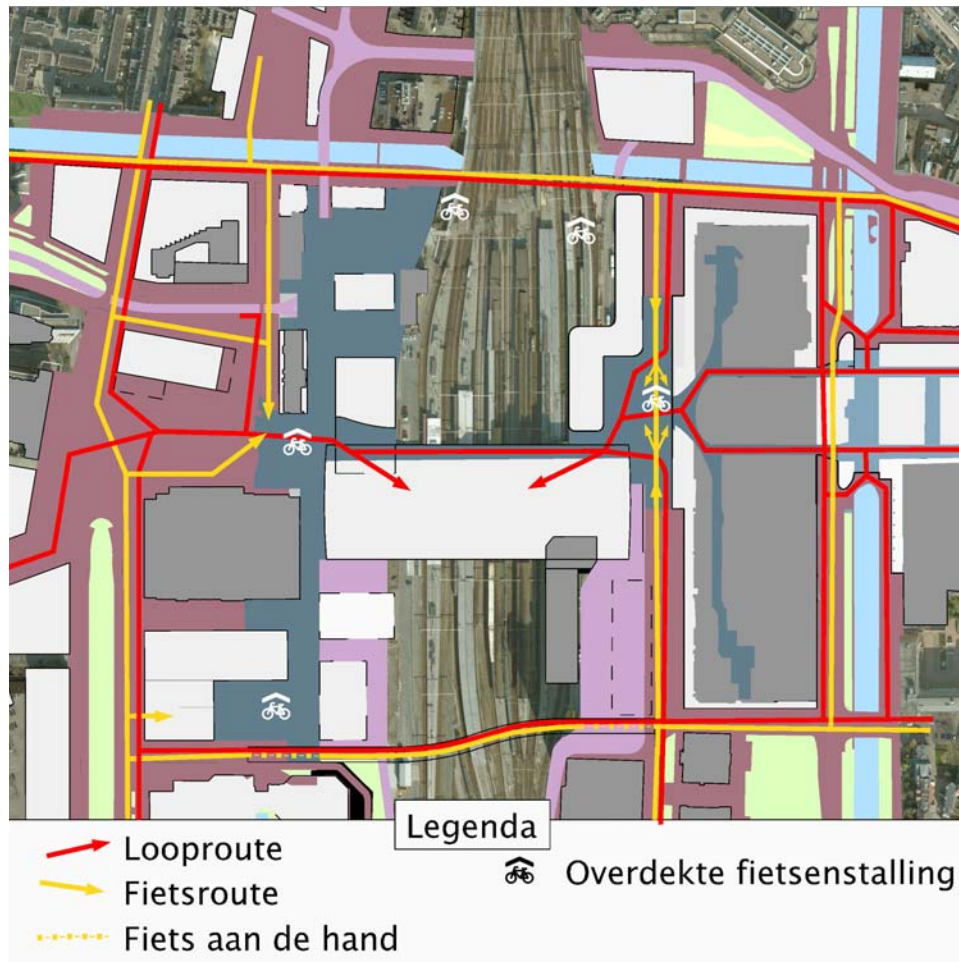 Legenda
Looproute
Fietsroute
Fiets aan de hand
Overdekte fietsenstalling